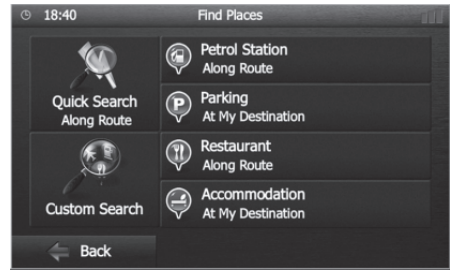 18:40 Find Places
Quick Search
Along Route
Custom Search
Petrol Station
Along Route
P Parking
At My Destination
Restaurant
Along Route
Accommodation
At My Destination
Back